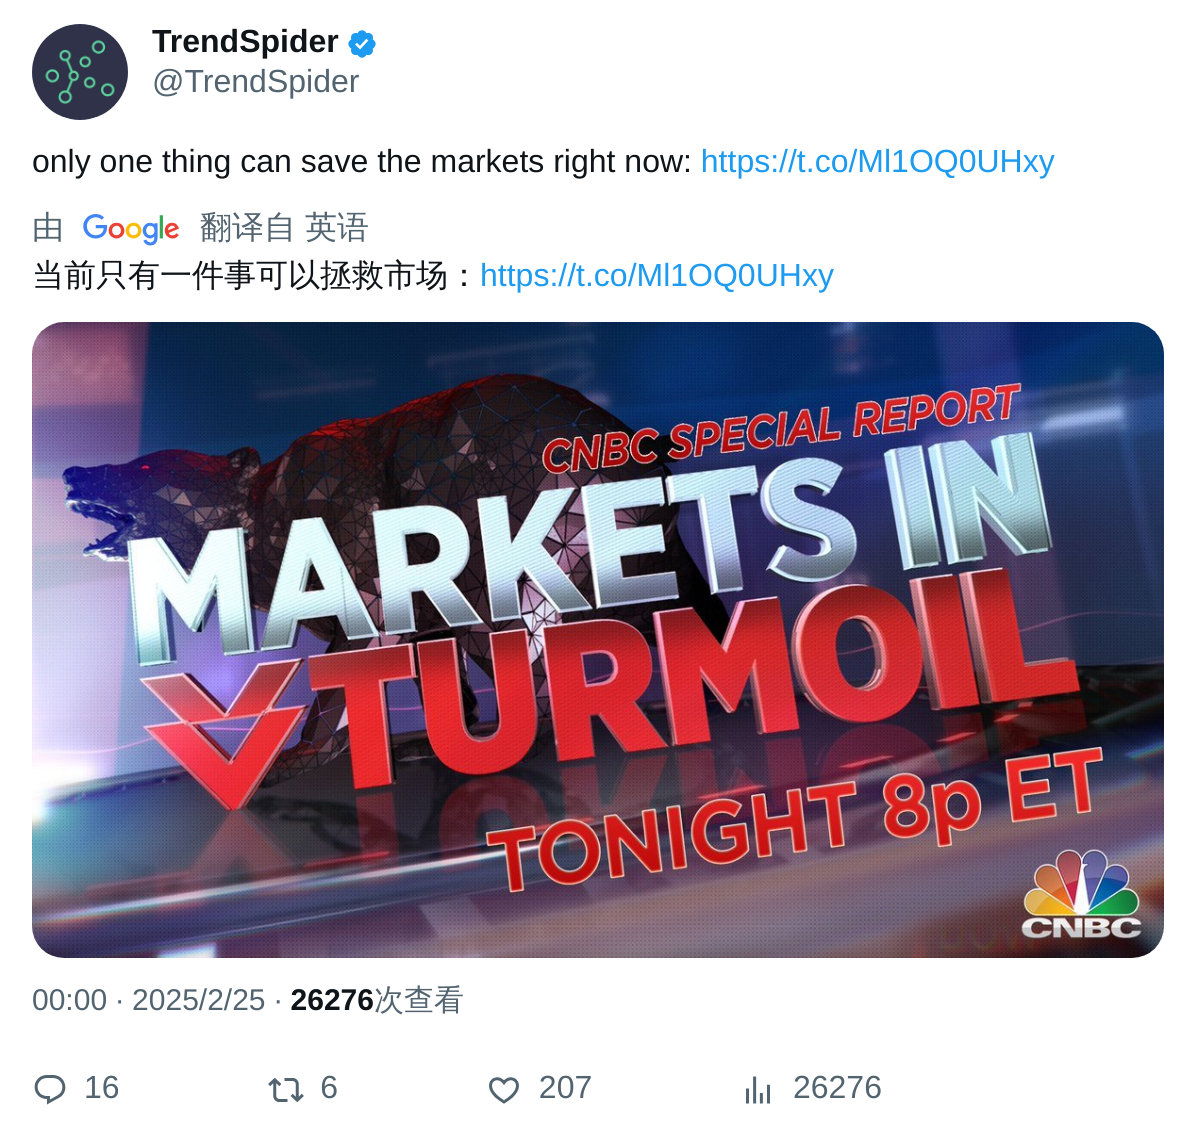 TrendSpider
@TrendSpider
only one thing can save the markets right now: https://t.co/Ml1OQ0UHxy
由 Google 翻译自 英语
当前只有一件事可以拯救市场：https://t.co/Ml1OQ0UHxy
CNBC SPECIAL REPORT
MARKETS IN
TURMOIL
TONIGHT 8p ET
CNBC
00:00 · 2025/2/25 · 26276次查看
16 6 207 26276